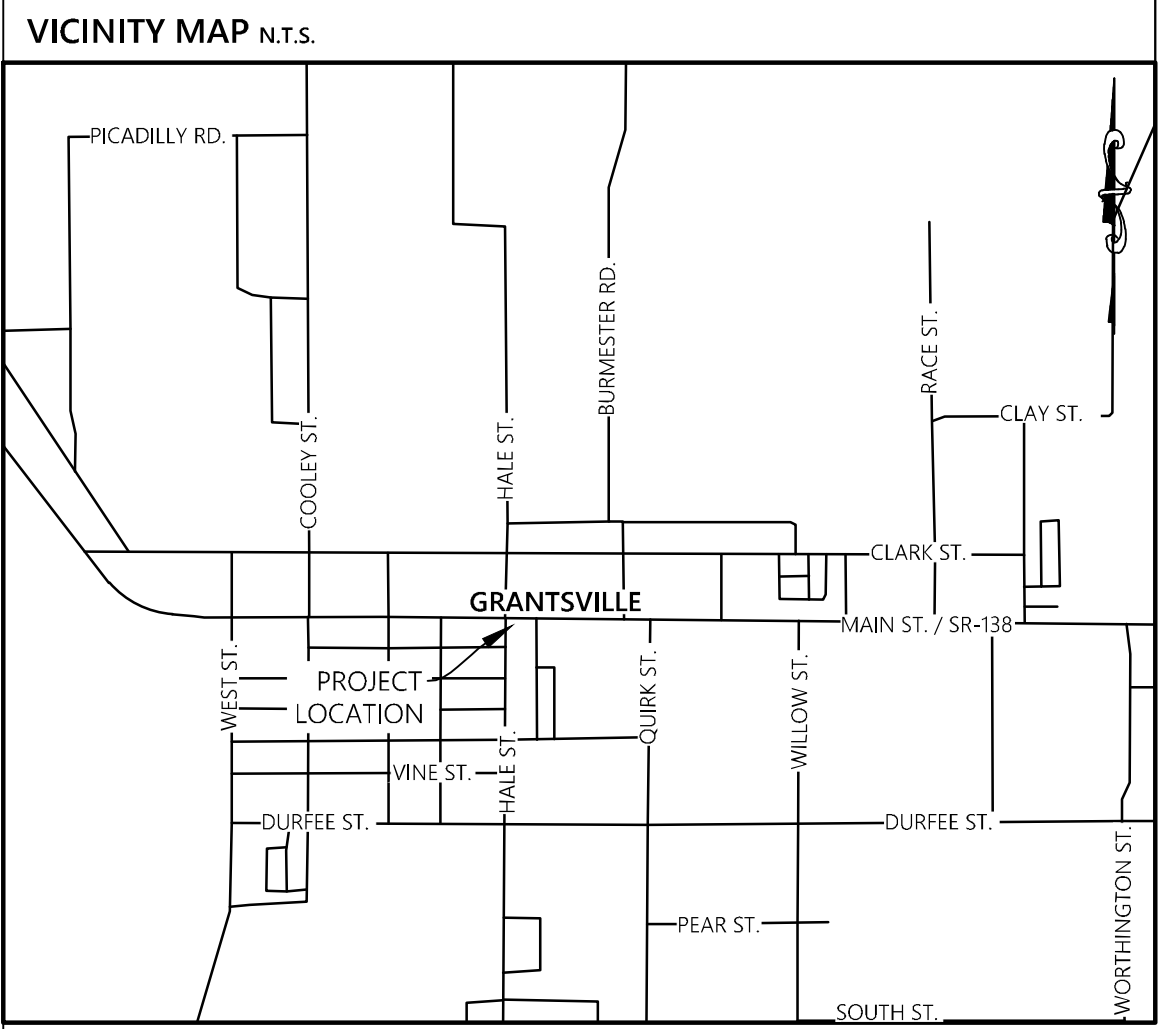 VICINITY MAP N.T.S.
PICADILLY RD.
BURMESTER RD.
RACE ST.
CLAY ST.
COOLEY ST.
HALE ST.
CLARK ST.
GRANTSVILLE
MAIN ST. / SR-138
WEST ST.
PROJECT
LOCATION
QUIRK ST.
WILLOW ST.
HALE ST.
VINE ST.
DURFEE ST.
DURFEE ST.
WORTHINGTON ST.
PEAR ST.
SOUTH ST.